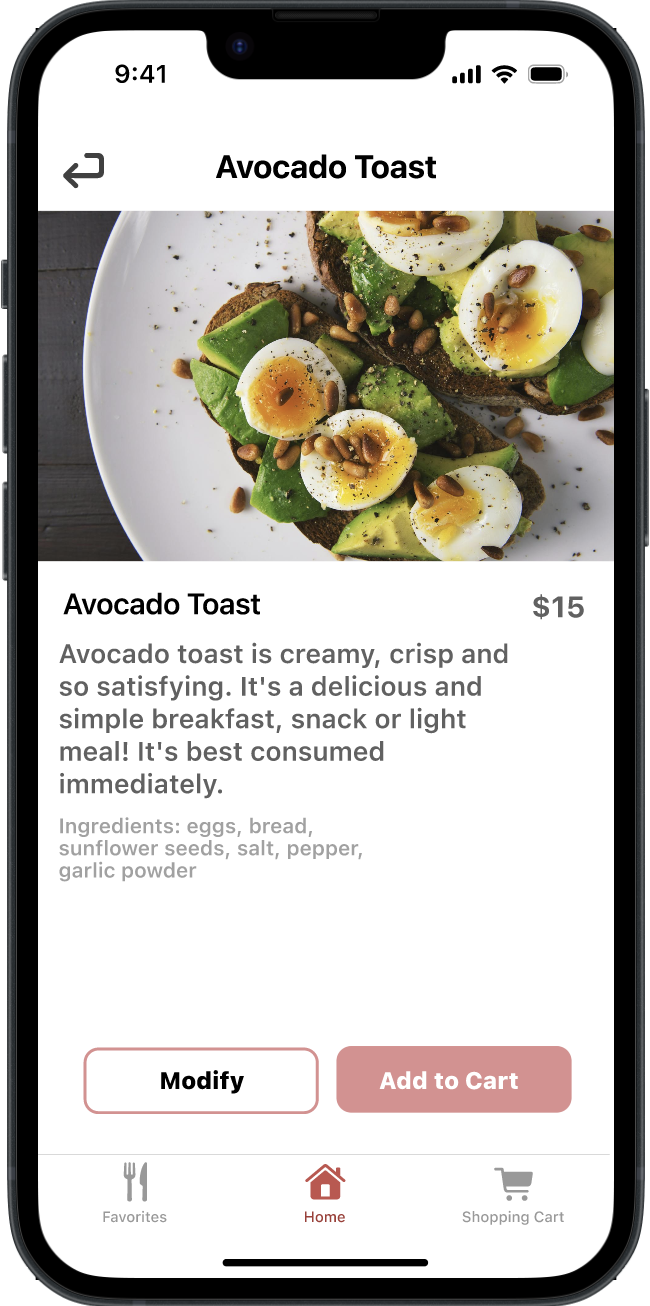 9:41
Avocado Toast
Avocado Toast
$15
Avocado toast is creamy, crisp and
so satisfying. It's a delicious and
simple breakfast, snack or light
meal! It's best consumed
immediately.
Ingredients: eggs, bread,
sunflower seeds, salt, pepper,
garlic powder
Modify
Add to Cart
Favorites
Home
Shopping Cart